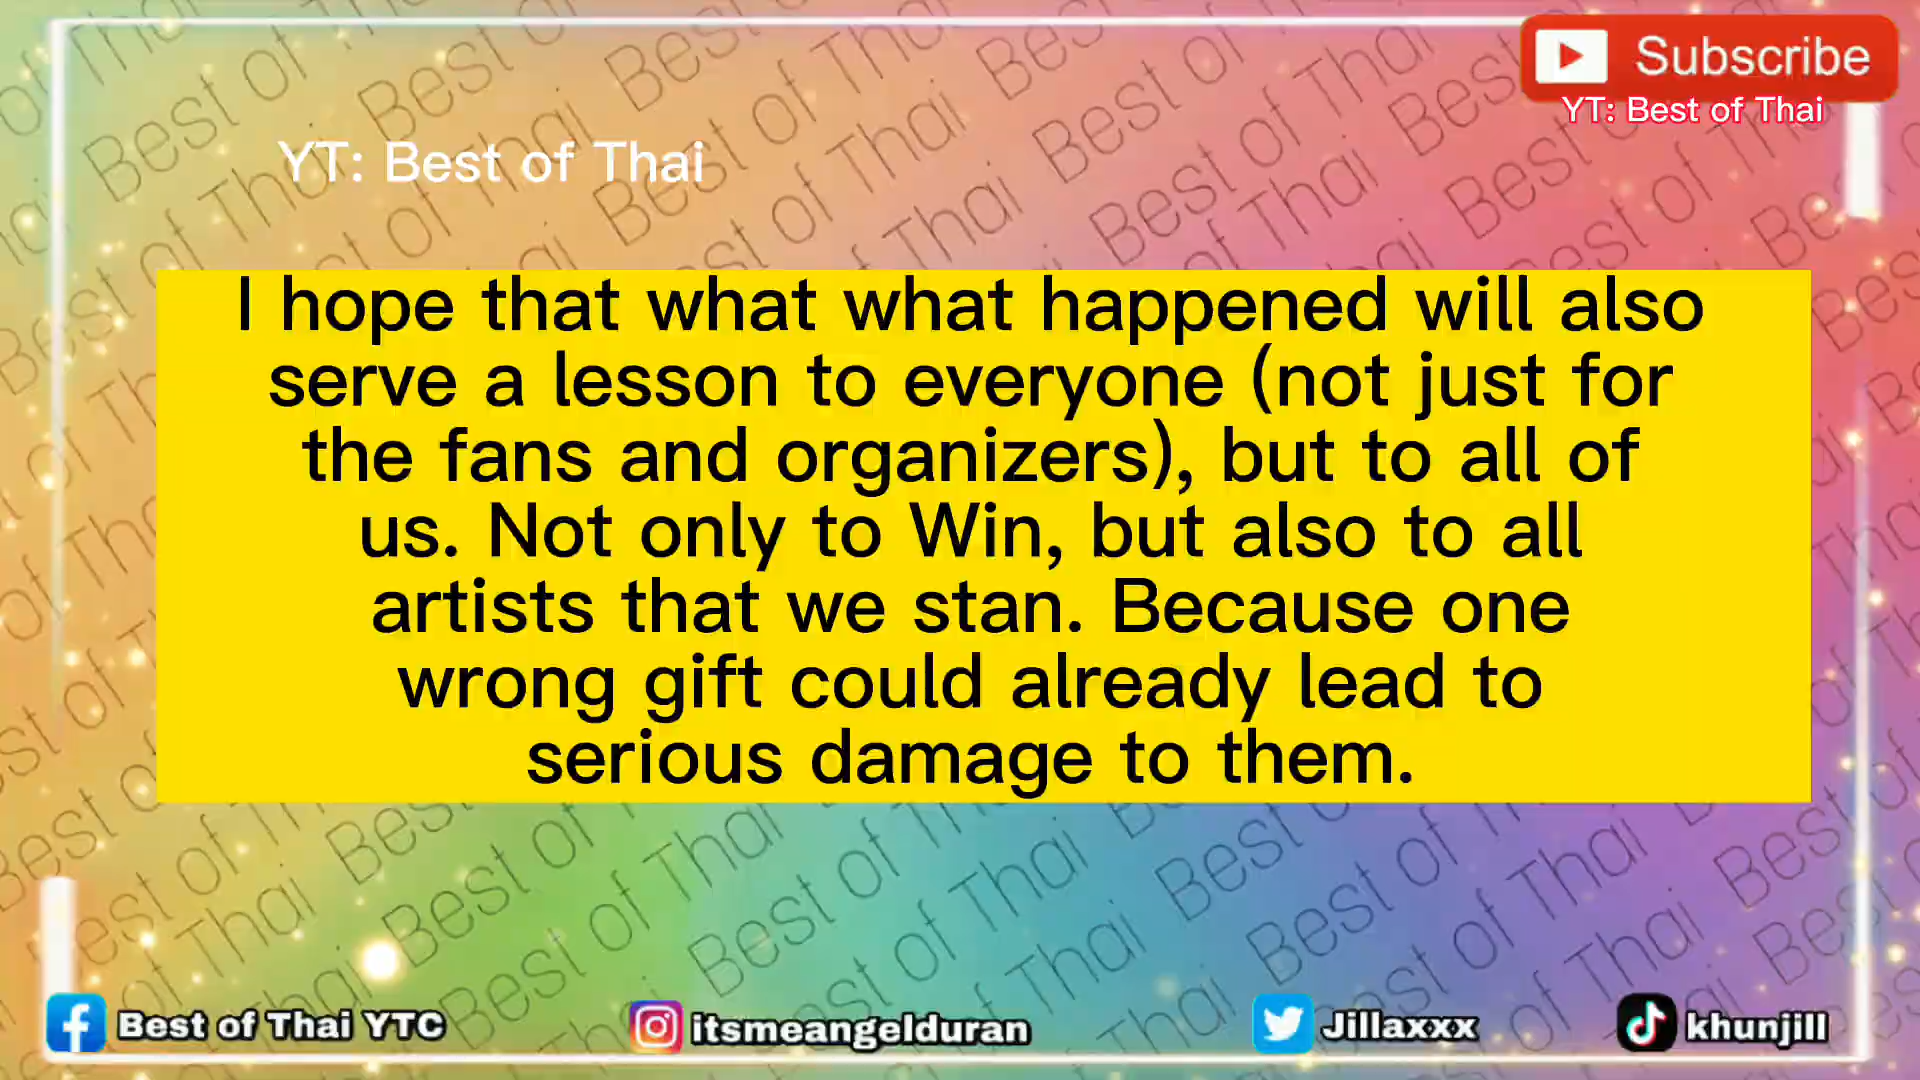 Subscribe
YT: Best of Thai
YT: Best of Thai
I hope that what what happened will also
serve a lesson to everyone (not just for
the fans and organizers), but to all of
us. Not only to Win, but also to all
artists that we stan. Because one
wrong gift could already lead to
serious damage to them.
Best of Thai YTC
itsmeangelduran
Jillaxxx
khunjill